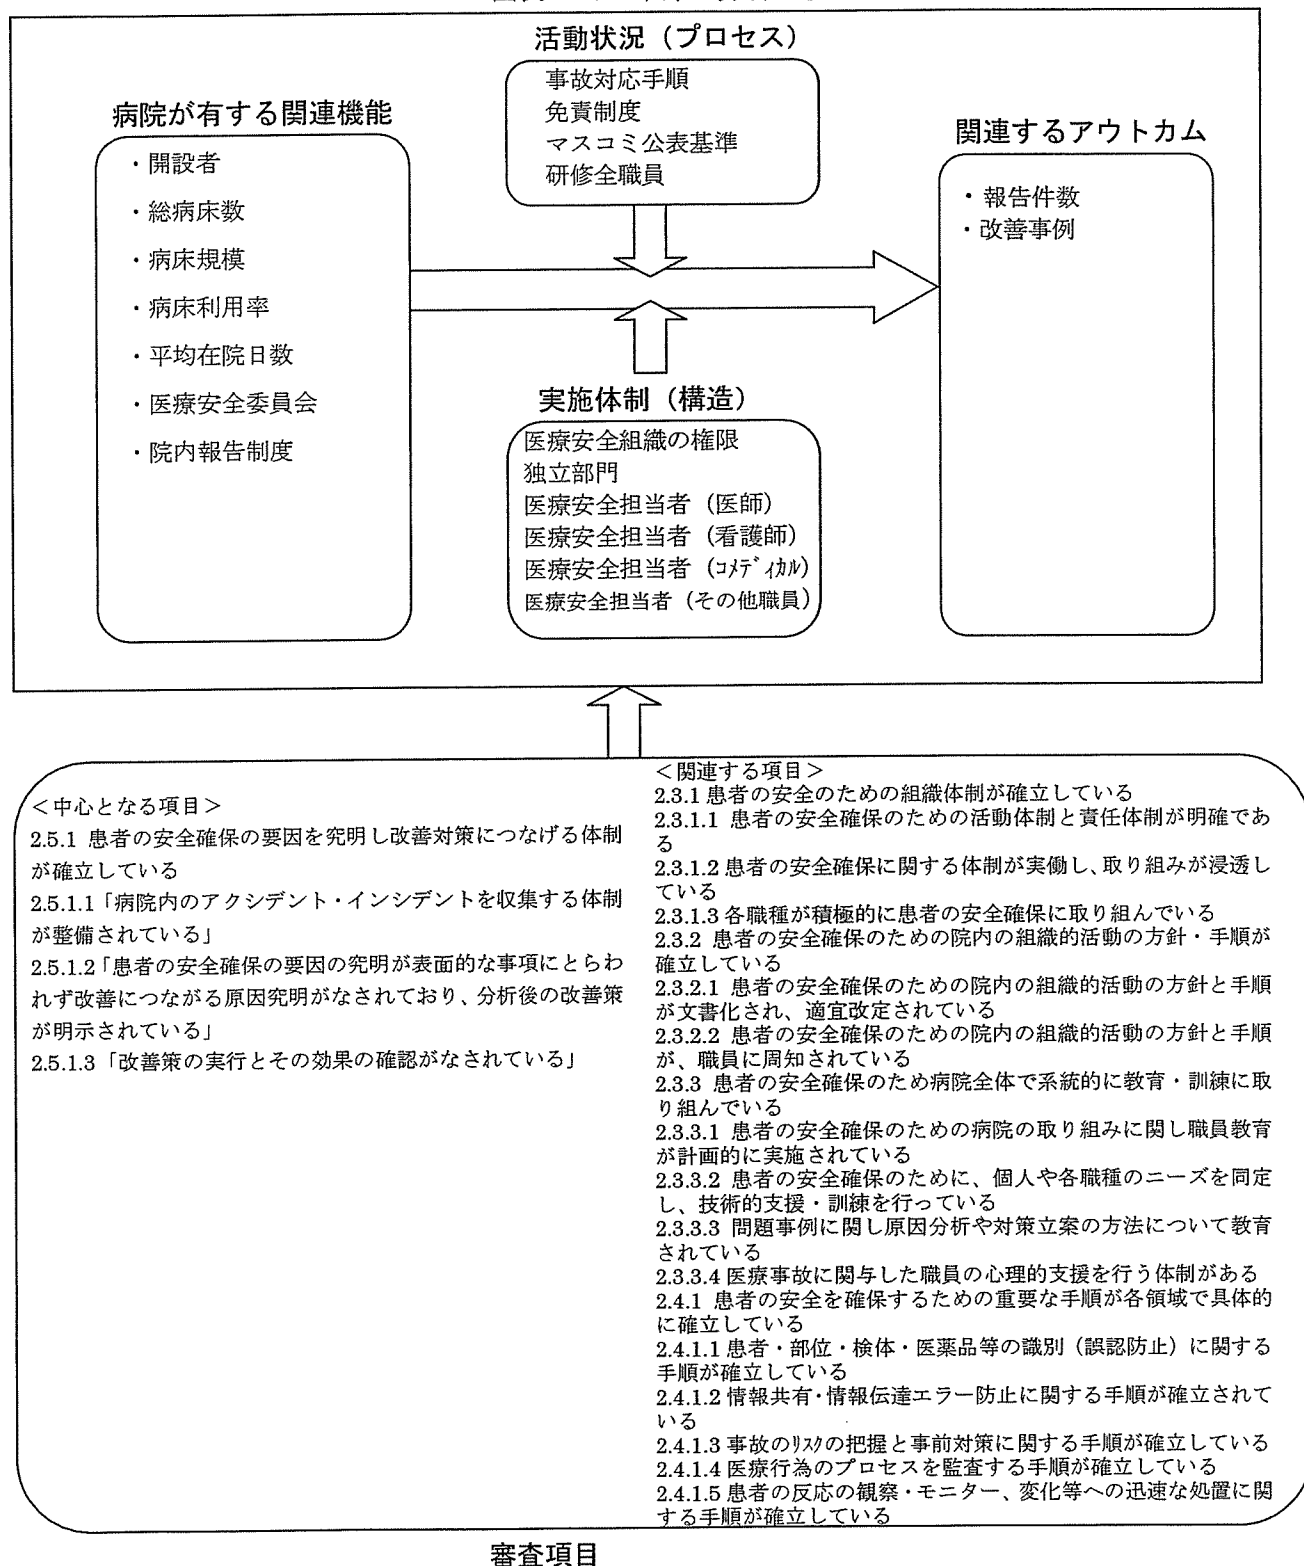 活動状況（プロセス）
事故対応手順
免責制度
マスコミ公表基準
研修全職員
病院が有する関連機能
・開設者
・総病床数
・病床規模
・病床利用率
・平均在院日数
・医療安全委員会
・院内報告制度
関連するアウトカム
・報告件数
・改善事例
実施体制（構造）
医療安全組織の権限
独立部門
医療安全担当者（医師）
医療安全担当者（看護師）
医療安全担当者（ｺﾒﾃﾞｨｶﾙ）
医療安全担当者（その他職員）
＜中心となる項目＞
2.5.1 患者の安全確保の要因を究明し改善対策につなげる体制
が確立している
2.5.1.1「病院内のアクシデント・インシデントを収集する体制
が整備されている」
2.5.1.2「患者の安全確保の要因の究明が表面的な事項にとらわ
れず改善につながる原因究明がなされており、分析後の改善策
が明示されている」
2.5.1.3「改善策の実行とその効果の確認がなされている」
＜関連する項目＞
2.3.1 患者の安全のための組織体制が確立している
2.3.1.1 患者の安全確保のための活動体制と責任体制が明確であ
る
2.3.1.2 患者の安全確保に関する体制が実働し、取り組みが浸透し
ている
2.3.1.3 各職種が積極的に患者の安全確保に取り組んでいる
2.3.2 患者の安全確保のための院内の組織的活動の方針・手順が
確立している
2.3.2.1 患者の安全確保のための院内の組織的活動の方針と手順
が文書化され、適宜改定されている
2.3.2.2 患者の安全確保のための院内の組織的活動の方針と手順
が、職員に周知されている
2.3.3 患者の安全確保のため病院全体で系統的に教育・訓練に取
り組んでいる
2.3.3.1 患者の安全確保のための病院の取り組みに関し職員教育
が計画的に実施されている
2.3.3.2 患者の安全確保のために、個人や各職種のニーズを同定
し、技術的支援・訓練を行っている
2.3.3.3 問題事例に関し原因分析や対策立案の方法について教育
されている
2.3.3.4 医療事故に関与した職員の心理的支援を行う体制がある
2.4.1 患者の安全を確保するための重要な手順が各領域で具体的
に確立している
2.4.1.1 患者・部位・検体・医薬品等の識別（誤認防止）に関する
手順が確立している
2.4.1.2 情報共有・情報伝達エラー防止に関する手順が確立されて
いる
2.4.1.3 事故のﾘｽｸの把握と事前対策に関する手順が確立している
2.4.1.4 医療行為のプロセスを監査する手順が確立している
2.4.1.5 患者の反応の観察・モニター、変化等への迅速な処置に関
する手順が確立している
審査項目